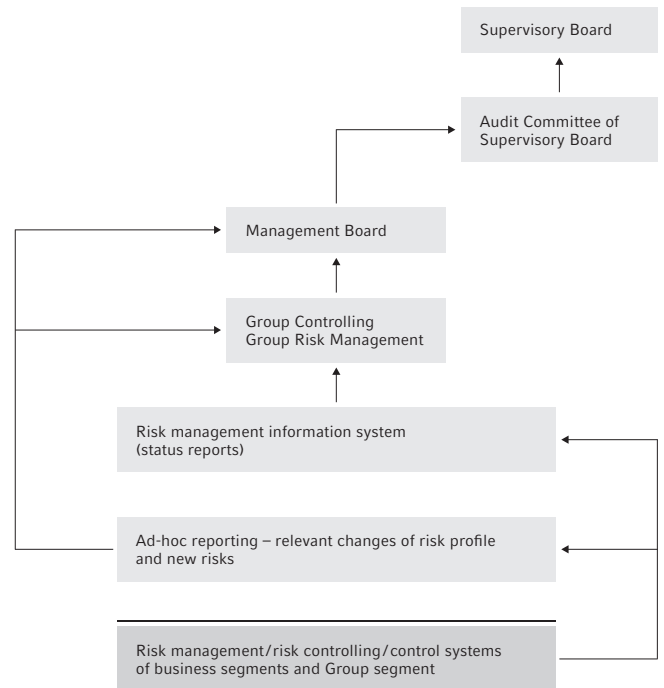 Supervisory Board
Audit Committee of
Supervisory Board
Management Board
Group Controlling
Group Risk Management
Risk management information system
(status reports)
Ad-hoc reporting – relevant changes of risk profile
and new risks
Risk management/risk controlling/control systems
of business segments and Group segment